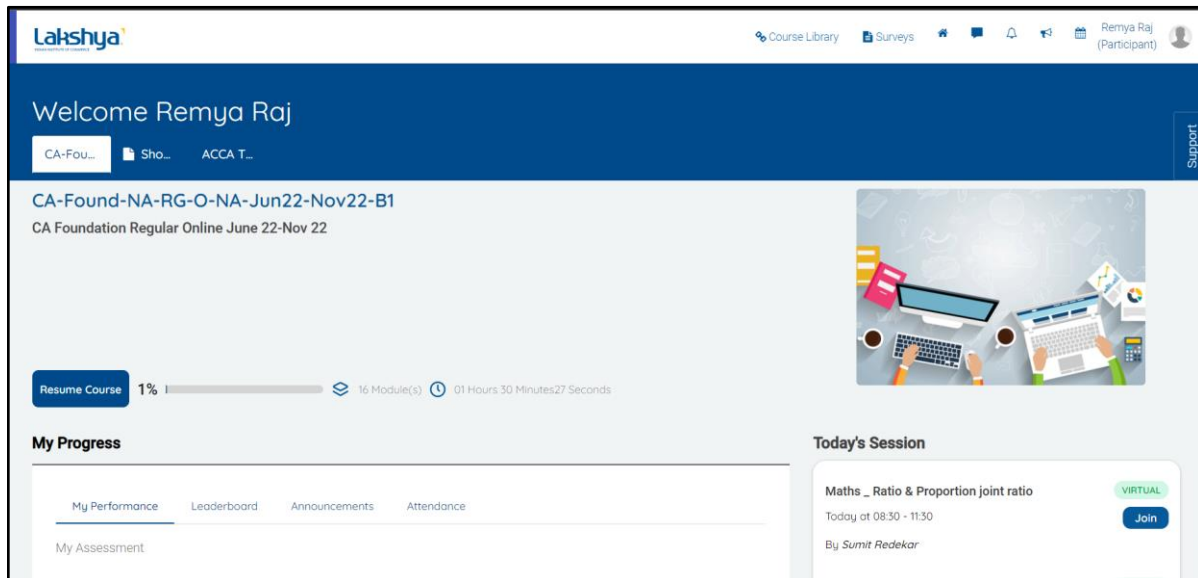 Lakshya
Course Library
Surveys
Remya Raj
(Participant)
Support
Welcome Remya Raj
CA-Fou...
Sho...
ACCA T...
CA-Found-NA-RG-O-NA-Jun22-Nov22-B1
CA Foundation Regular Online June 22-Nov 22
Resume Course
1%
16 Module(s)
01 Hours 30 Minutes27 Seconds
My Progress
My Performance
Leaderboard
Announcements
Attendance
My Assessment
Today's Session
Maths _ Ratio & Proportion joint ratio
VIRTUAL
Today at 08:30 - 11:30
Join
By Sumit Redekar